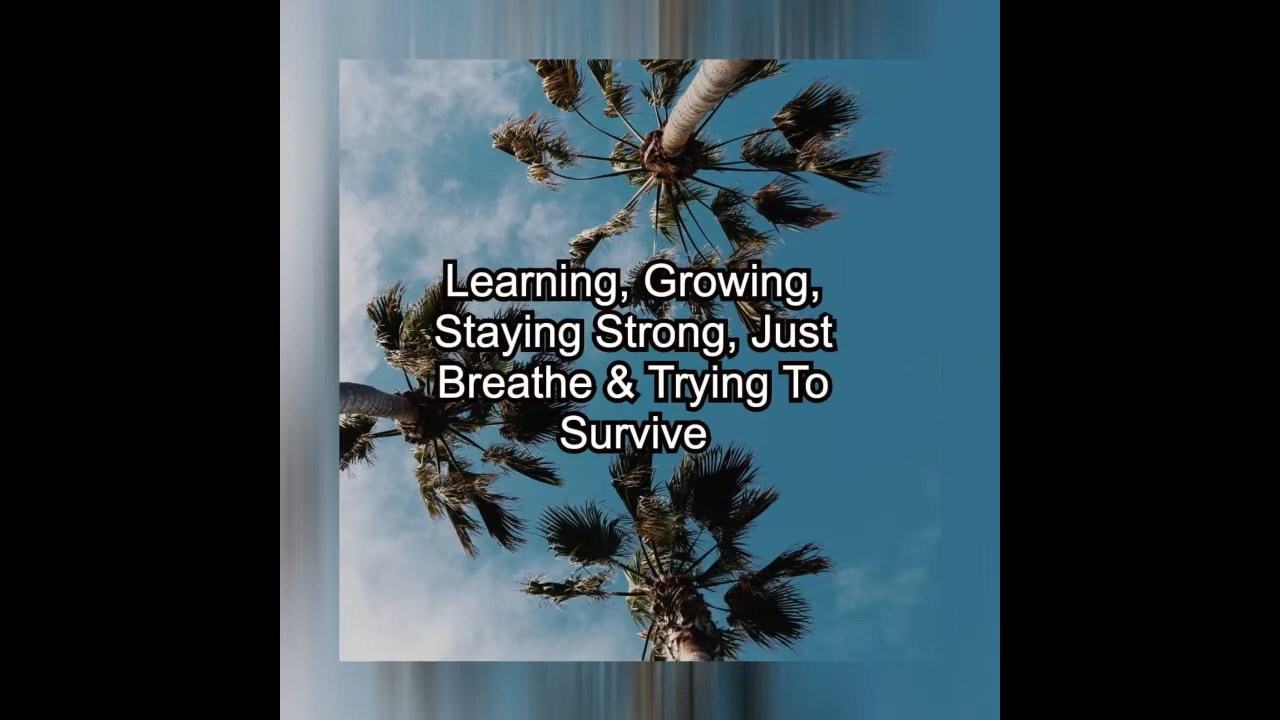 Learning, Growing,
Staying Strong, Just
Breathe & Trying To
Survive